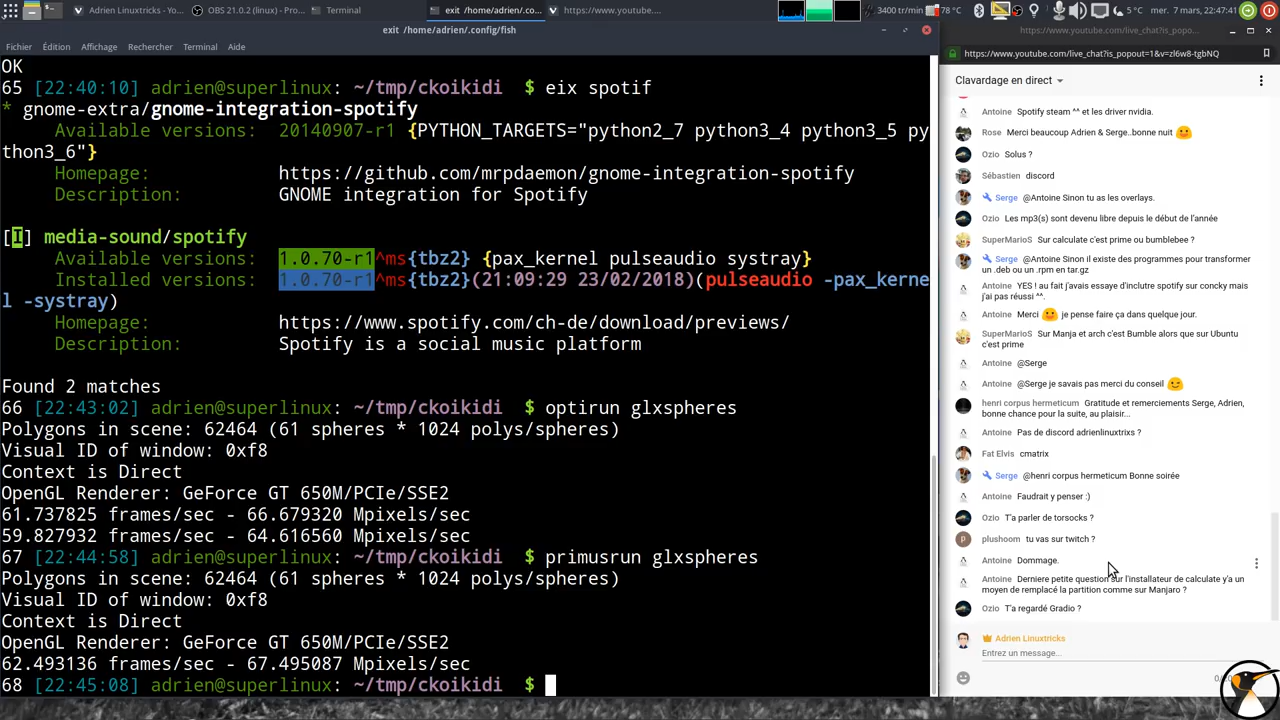 Adrien Linuxtricks - Yo...
OBS 21.0.2 (linux) - Pro...
Terminal
exit /home/adrien/.co...
https://www.youtube....
3400 tr/min
78 °C
5 °C
mer. 7 mars, 22:47:41
exit /home/adrien/.config/fish
Fichier Édition Affichage Rechercher Terminal Aide
OK
65 [22:40:10] adrien@superlinux: ~/tmp/ckoikidi $ eix spotif
* gnome-extra/gnome-integration-spotify
Available versions: 20140907-r1 {PYTHON_TARGETS="python2_7 python3_4 python3_5 py
thon3_6"}
Homepage: https://github.com/mrpdaemon/gnome-integration-spotify
Description: GNOME integration for Spotify
[I] media-sound/spotify
Available versions: 1.0.70-r1^ms{tbz2} {pax_kernel pulseaudio systray}
Installed versions: 1.0.70-r1^ms{tbz2}(21:09:29 23/02/2018)(pulseaudio -pax_kerne
l -systray)
Homepage: https://www.spotify.com/ch-de/download/previews/
Description: Spotify is a social music platform
Found 2 matches
66 [22:43:02] adrien@superlinux: ~/tmp/ckoikidi $ optirun glxspheres
Polygons in scene: 62464 (61 spheres * 1024 polys/spheres)
Visual ID of window: 0xf8
Context is Direct
OpenGL Renderer: GeForce GT 650M/PCIe/SSE2
61.737825 frames/sec - 66.679320 Mpixels/sec
59.827932 frames/sec - 64.616560 Mpixels/sec
67 [22:44:58] adrien@superlinux: ~/tmp/ckoikidi $ primusrun glxspheres
Polygons in scene: 62464 (61 spheres * 1024 polys/spheres)
Visual ID of window: 0xf8
Context is Direct
OpenGL Renderer: GeForce GT 650M/PCIe/SSE2
62.493136 frames/sec - 67.495087 Mpixels/sec
68 [22:45:08] adrien@superlinux: ~/tmp/ckoikidi $
https://www.youtube.com/live_chat?is_popo...
https://www.youtube.com/live_chat?is_popout=1&v=zl6w8-tgbNQ
Clavardage en direct
Antoine Spotify steam ^^ et les driver nvidia.
Rose Merci beaucoup Adrien & Serge..bonne nuit
Ozio Solus ?
Sébastien discord
Serge @Antoine Sinon tu as les overlays.
Ozio Les mp3(s) sont devenu libre depuis le début de l'année
SuperMarioS Sur calculate c'est prime ou bumblebee ?
Serge @Antoine Sinon il existe des programmes pour transformer
un .deb ou un .rpm en tar.gz
Antoine YES ! au fait j'avais essaye d'inclutre spotify sur concky mais
j'ai pas réussi ^^.
Antoine Merci je pense faire ça dans quelque jour.
SuperMarioS Sur Manja et arch c'est Bumble alors que sur Ubuntu
c'est prime
Antoine @Serge
Antoine @Serge je savais pas merci du conseil
henri corpus hermeticum Gratitude et remerciements Serge, Adrien,
bonne chance pour la suite, au plaisir...
Antoine Pas de discord adrienlinuxtrixs ?
Fat Elvis cmatrix
Serge @henri corpus hermeticum Bonne soirée
Antoine Faudrait y penser :)
Ozio T'a parler de torsocks ?
p
plushoom tu vas sur twitch ?
Antoine Dommage.
Antoine Derniere petite question sur l'installateur de calculate y'a un
moyen de remplacé la partition comme sur Manjaro ?
Ozio T'a regardé Gradio ?
Adrien Linuxtricks
Entrez un message...